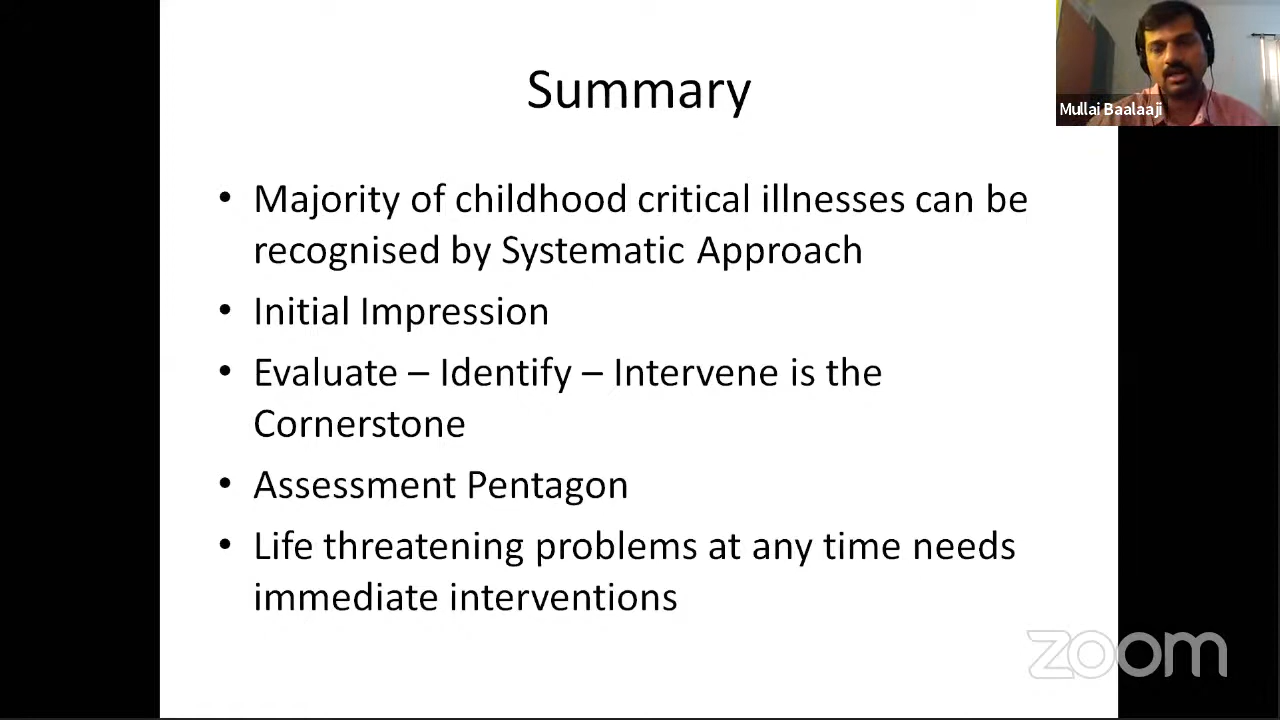 Summary
Mullai Baalaaji
• Majority of childhood critical illnesses can be
recognised by Systematic Approach
• Initial Impression
• Evaluate – Identify – Intervene is the
Cornerstone
• Assessment Pentagon
• Life threatening problems at any time needs
immediate interventions
zoom